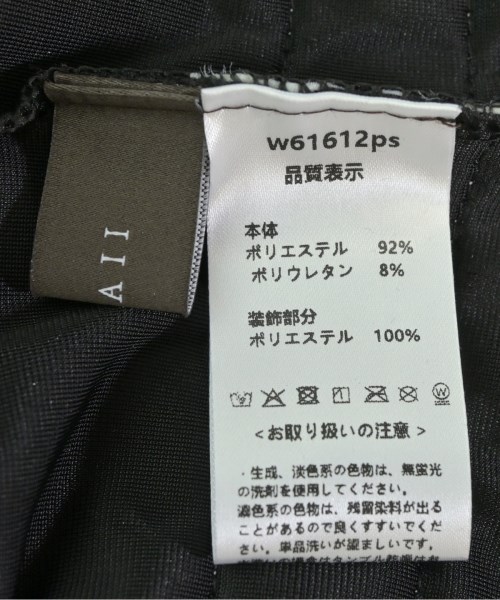 AII
w61612ps
品質表示
本体
ポリエステル 92%
ポリウレタン 8%
装飾部分
ポリエステル 100%
W
<お取り扱いの注意>
・生成、淡色系の色物は、無蛍光
の洗剤を使用してください。
濃色系の色物は、残留染料が出る
ことがあるので良くすすいでくだ
さい。単品洗いが望ましいです。